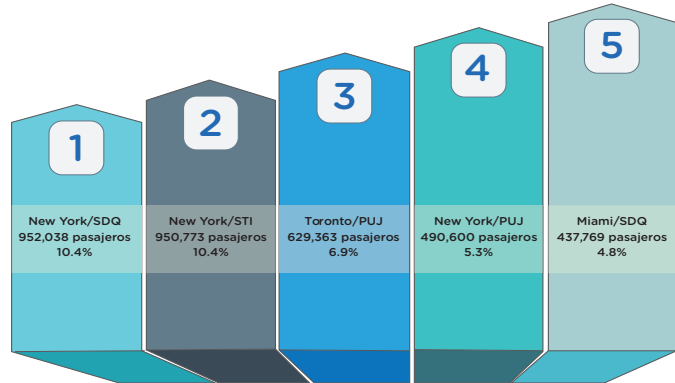 1
New York/SDQ
952,038 pasajeros
10.4%
2
New York/STI
950,773 pasajeros
10.4%
3
Toronto/PUJ
629,363 pasajeros
6.9%
4
New York/PUJ
490,600 pasajeros
5.3%
5
Miami/SDQ
437,769 pasajeros
4.8%